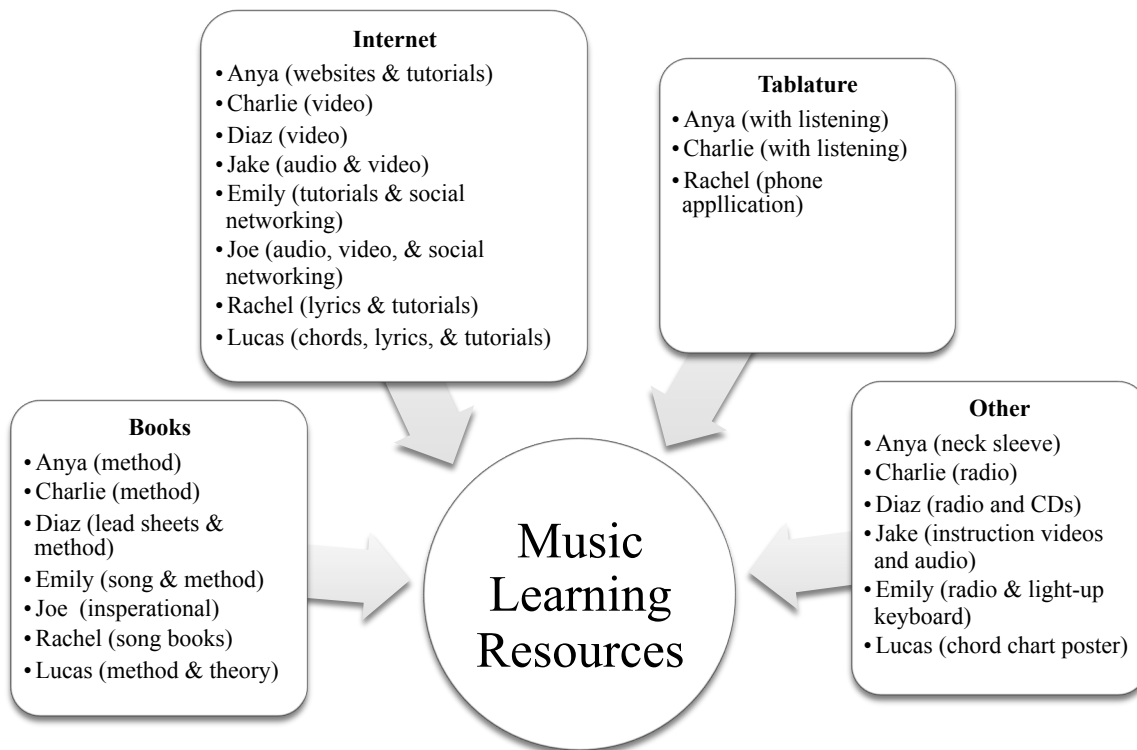 Internet
• Anya (websites & tutorials)
• Charlie (video)
• Diaz (video)
• Jake (audio & video)
• Emily (tutorials & social
networking)
• Joe (audio, video, & social
networking)
• Rachel (lyrics & tutorials)
• Lucas (chords, lyrics, & tutorials)
Tablature
• Anya (with listening)
• Charlie (with listening)
• Rachel (phone
appllication)
Books
• Anya (method)
• Charlie (method)
• Diaz (lead sheets &
method)
• Emily (song & method)
• Joe (insperational)
• Rachel (song books)
• Lucas (method & theory)
Music
Learning
Resources
Other
• Anya (neck sleeve)
• Charlie (radio)
• Diaz (radio and CDs)
• Jake (instruction videos
and audio)
• Emily (radio & light-up
keyboard)
• Lucas (chord chart poster)